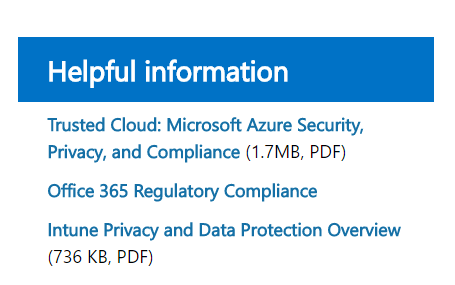 Helpful information
Trusted Cloud: Microsoft Azure Security,
Privacy, and Compliance (1.7MB, PDF)
Office 365 Regulatory Compliance
Intune Privacy and Data Protection Overview
(736 KB, PDF)